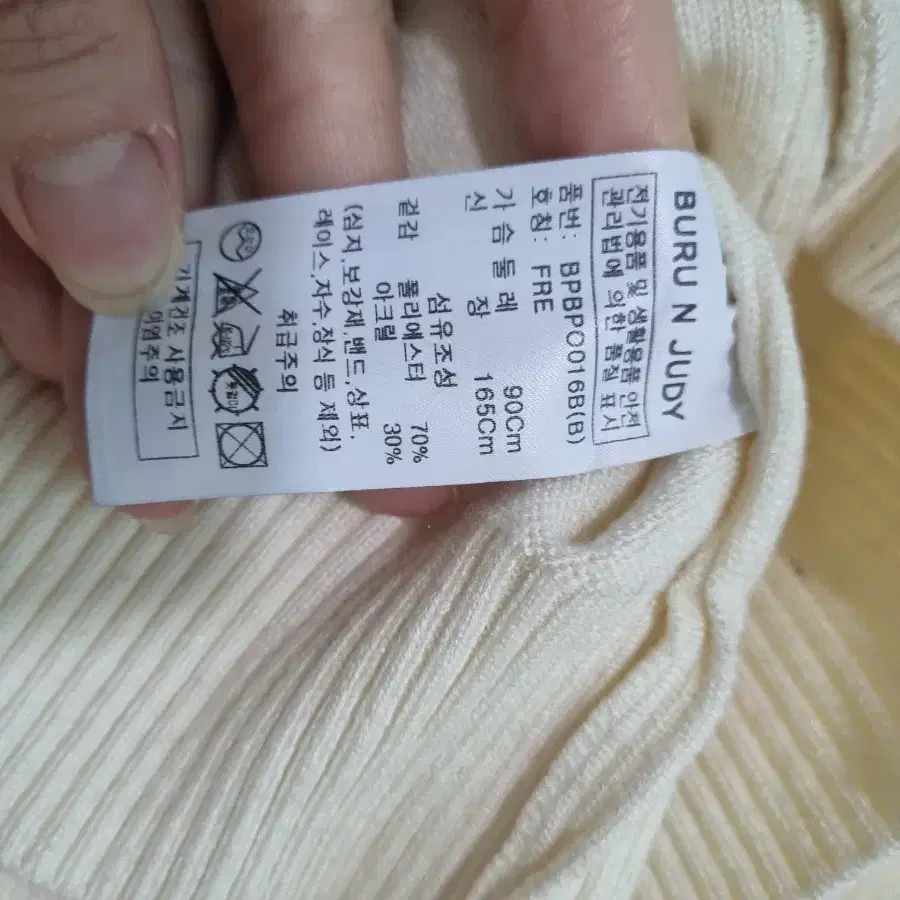 BURU N JUDY
전기용품 및 생활용품 안전
관리법에 의한 품질 표시
품번: BPBPO016B(B)
호칭: FRE
가 슴 둘 레 90Cm
신 장 165Cm
섬유조성
겉감 폴리에스터 70%
아크릴 30%
(심지,보강재,밴드,상표,
레이스,자수,장식 등 제외)
취급주의
기계건조 사용금지
이염주의